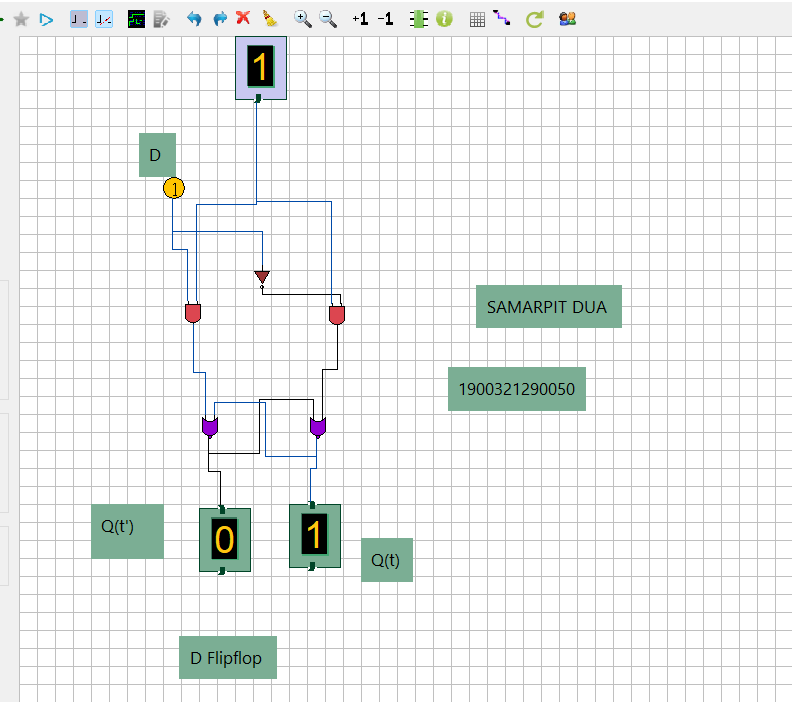 +1 -1
1
D
1
SAMARPIT DUA
1900321290050
Q(t')
0
1
Q(t)
D Flipflop